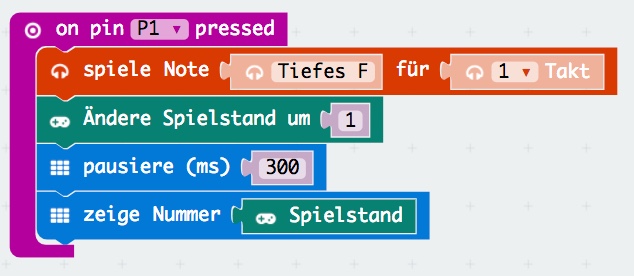 on pin P1 pressed
spiele Note Tiefes F für 1 Takt
Ändere Spielstand um 1
pausiere (ms) 300
zeige Nummer Spielstand